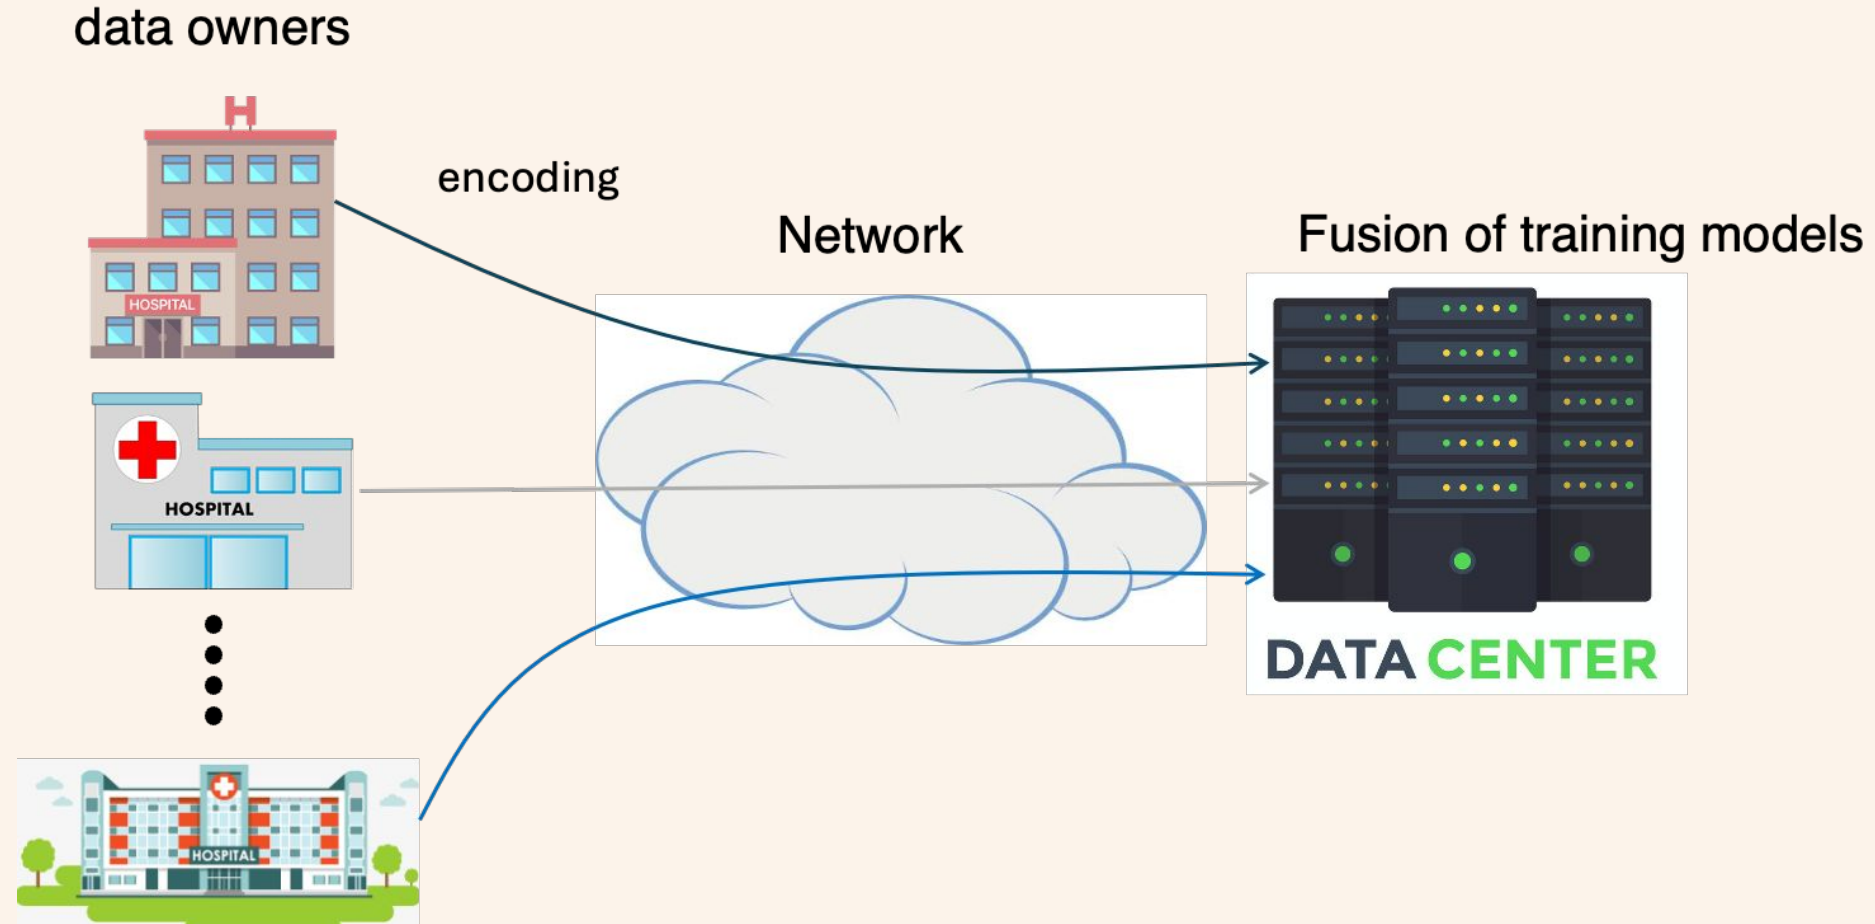 data owners
encoding
Network
Fusion of training models
HOSPITAL
HOSPITAL
HOSPITAL
DATA CENTER
H